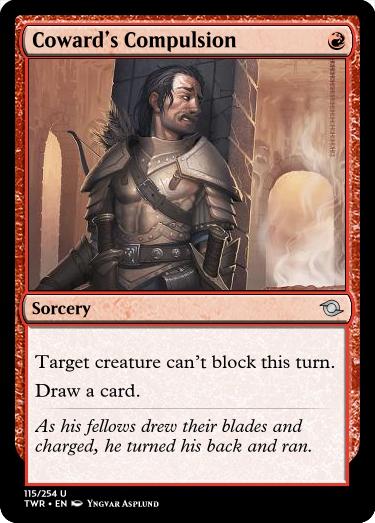 Coward's Compulsion
Sorcery
Target creature can't block this turn.
Draw a card.
As his fellows drew their blades and
charged, he turned his back and ran.
115/254 U
TWR • EN Yngvar Asplund